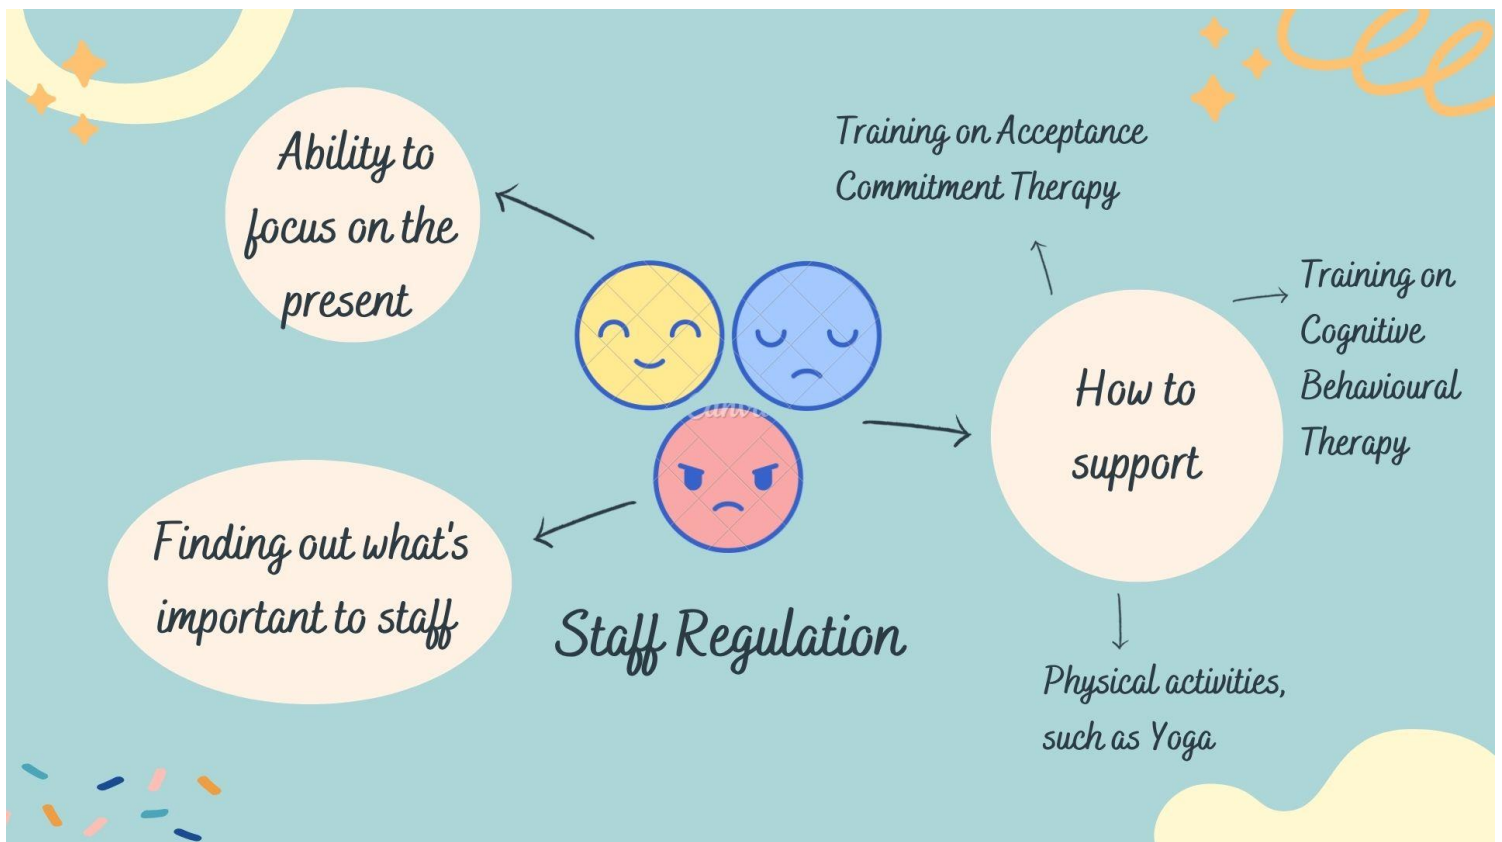 Ability to
focus on the
present
Training on Acceptance
Commitment Therapy
Training on
Cognitive
Behavioural
Therapy
Canva
How to
support
Finding out what's
important to staff
Staff Regulation
Physical activities,
such as Yoga